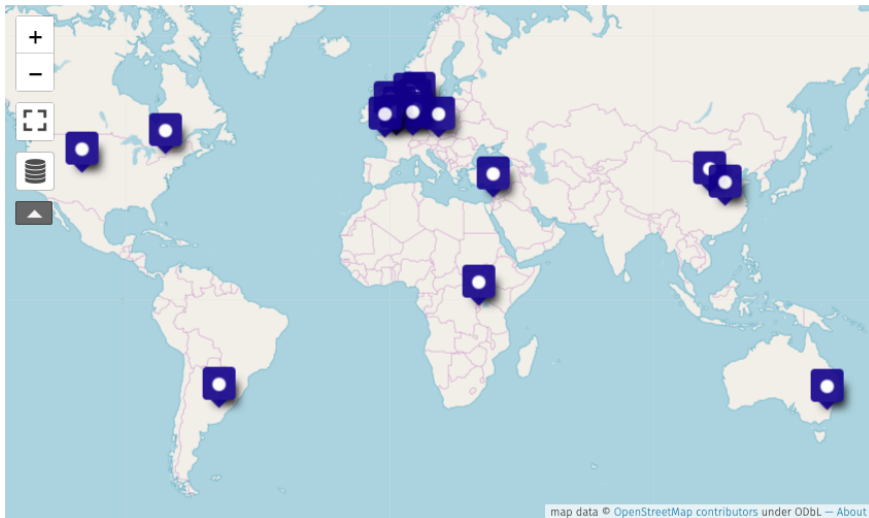 +
−
map data © OpenStreetMap contributors under ODbL — About